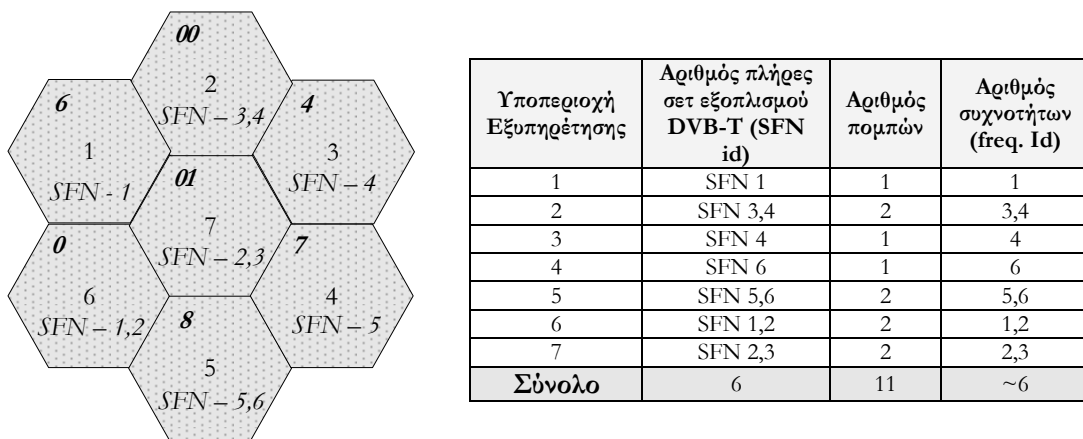 00
2
SFN – 3,4
6
1
SFN - 1
4
3
SFN – 4
01
7
SFN – 2,3
0
6
SFN – 1,2
7
4
SFN – 5
8
5
SFN – 5,6
Υποπεριοχή Εξυπηρέτησης
Αριθμός πλήρες σετ εξοπλισμού DVB-T (SFN id)
Αριθμός πομπών
Αριθμός συχνοτήτων (freq. Id)
1 SFN 1 1 1
2 SFN 3,4 2 3,4
3 SFN 4 1 4
4 SFN 6 1 6
5 SFN 5,6 2 5,6
6 SFN 1,2 2 1,2
7 SFN 2,3 2 2,3
Σύνολο 6 11 ~6